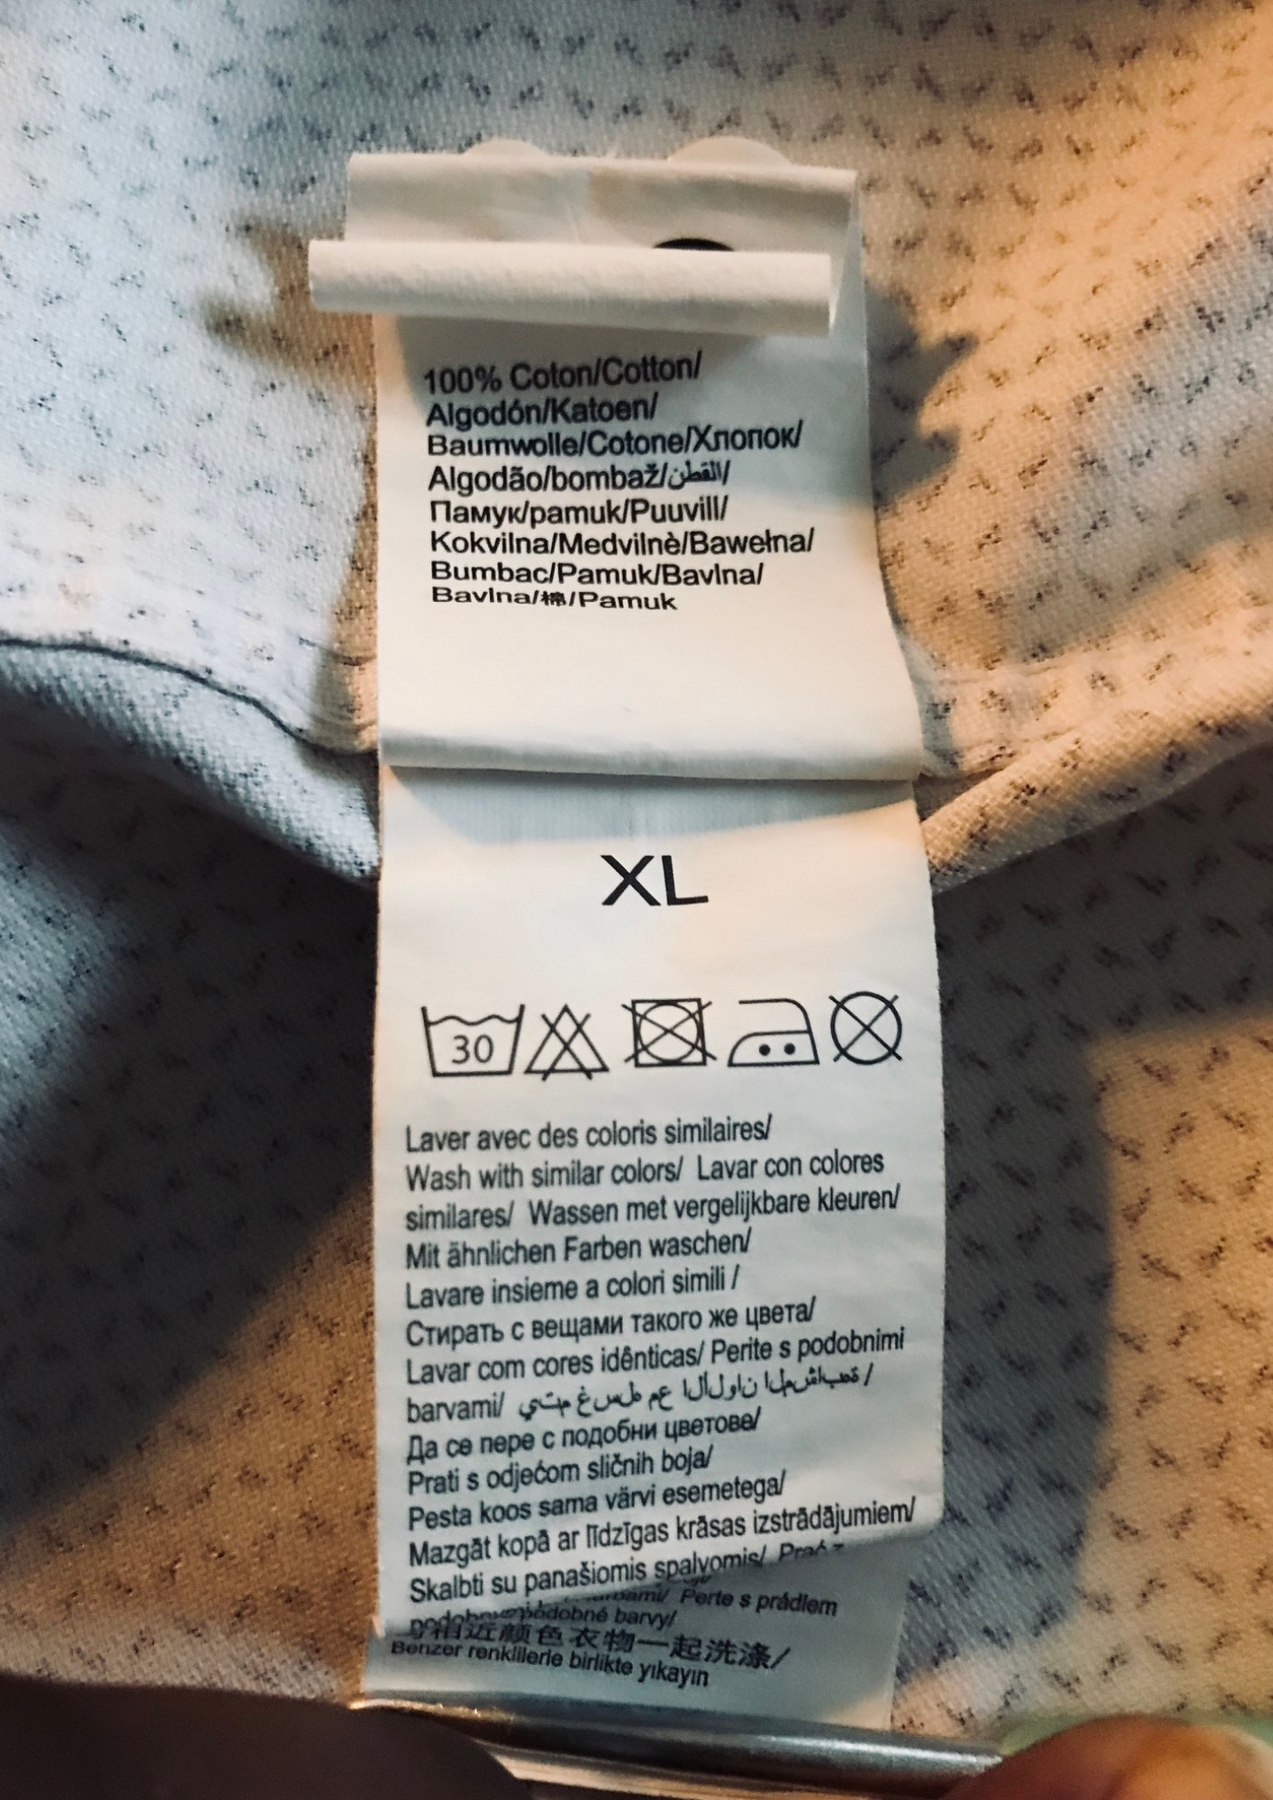 100% Coton/Cotton/
Algodón/Katoen/
Baumwolle/Cotone/Хлопок/
Algodão/bombaž/القطن/
Памук/pamuk/Puuvill/
Kokvilna/Medvilnė/Bawełna/
Bumbac/Pamuk/Bavlna/
Bavlna/棉/Pamuk
XL
30
Laver avec des coloris similaires/
Wash with similar colors/ Lavar con colores
similares/ Wassen met vergelijkbare kleuren/
Mit ähnlichen Farben waschen/
Lavare insieme a colori simili /
Стирать с вещами такого же цвета/
Lavar com cores idênticas/ Perite s podobnimi
barvami/ يتم غسله مع الألوان المشابهة/
Да се пере с подобни цветове/
Prati s odjećom sličnih boja/
Pesta koos sama värvi esemetega/
Mazgāt kopā ar līdzīgas krāsas izstrādājumiem/
Skalbti su panašiomis spalvomis/
Perte s prádlem
podobné barvy/
相近颜色衣物一起洗涤/
Benzer renklilerle birlikte yıkayın